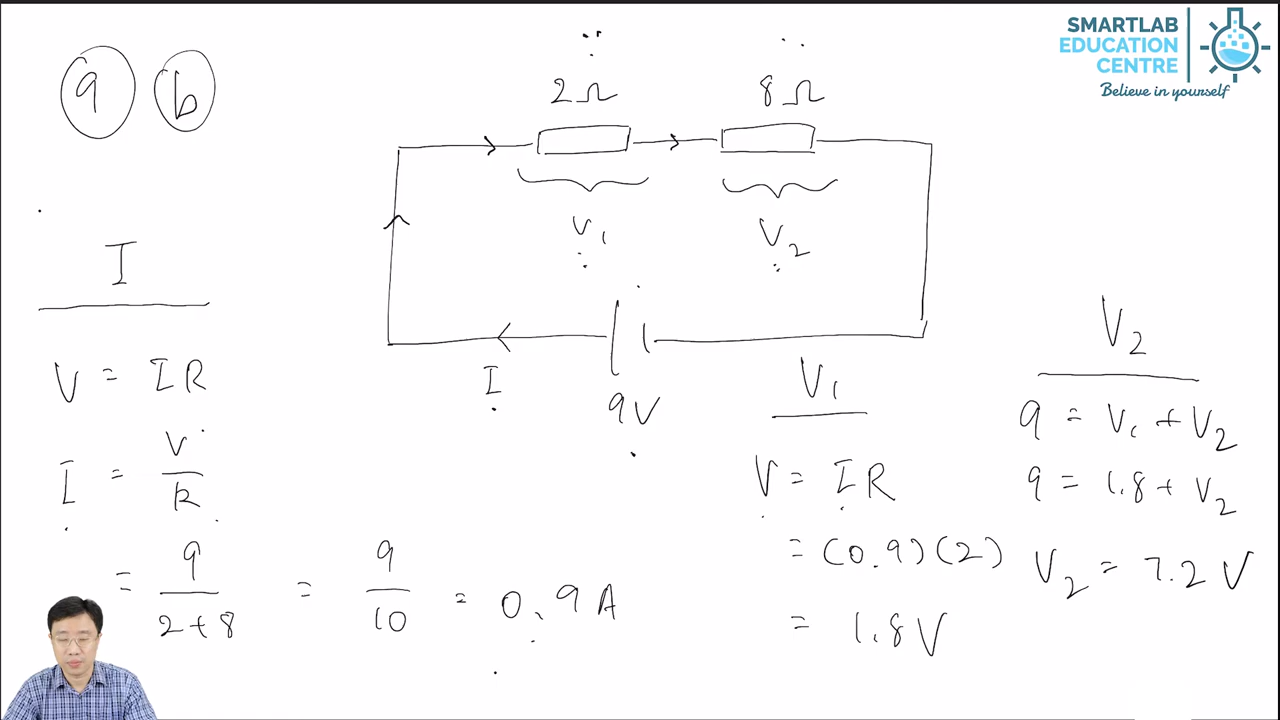 SMARTLAB
EDUCATION
CENTRE
Believe in yourself
9 b
2Ω 8Ω
V₁ V₂
I
9V
I
V = IR
I = V/R
= 9/(2+8) = 9/10 = 0.9A
V₁
V = IR
= (0.9)(2)
= 1.8V
V₂
9 = V₁ + V₂
9 = 1.8 + V₂
V₂ = 7.2 V